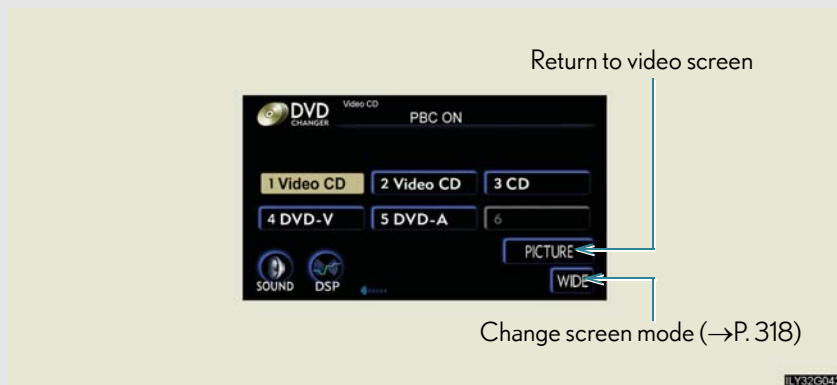 Return to video screen
DVD Video CD
CHANGER
PBC ON
1 Video CD 2 Video CD 3 CD
4 DVD-V 5 DVD-A 6
PICTURE
SOUND DSP WIDE
Change screen mode (→P. 318)